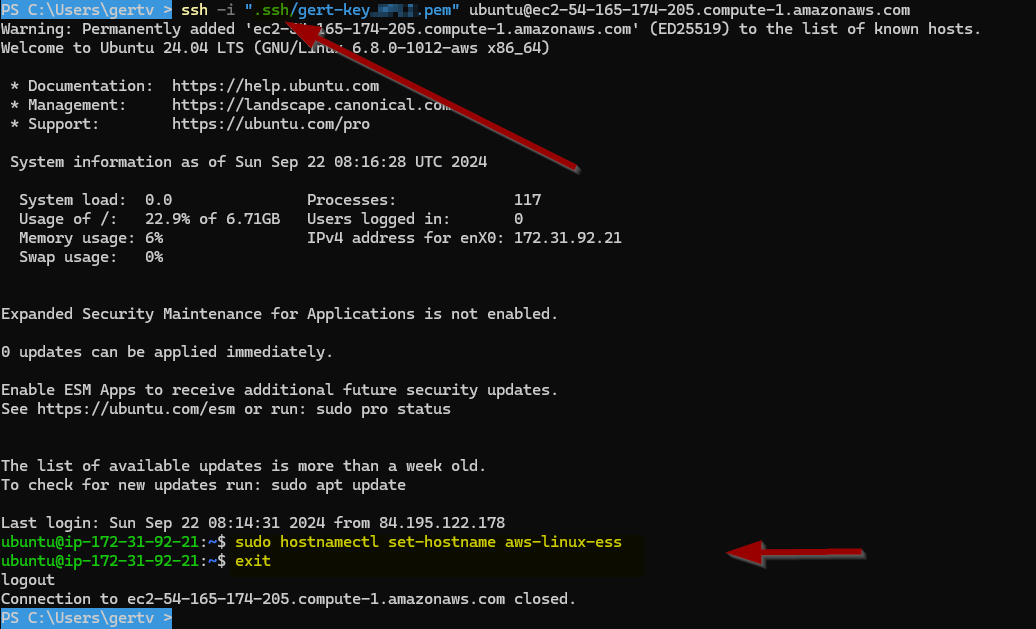 PS C:\Users\gertv > ssh -i ".ssh/gert-key .pem" ubuntu@ec2-54-165-174-205.compute-1.amazonaws.com
Warning: Permanently added 'ec2-54-165-174-205.compute-1.amazonaws.com' (ED25519) to the list of known hosts.
Welcome to Ubuntu 24.04 LTS (GNU/Linux 6.8.0-1012-aws x86_64)
* Documentation: https://help.ubuntu.com
* Management: https://landscape.canonical.com
* Support: https://ubuntu.com/pro
System information as of Sun Sep 22 08:16:28 UTC 2024
System load: 0.0 Processes: 117
Usage of /: 22.9% of 6.71GB Users logged in: 0
Memory usage: 6% IPv4 address for enX0: 172.31.92.21
Swap usage: 0%
Expanded Security Maintenance for Applications is not enabled.
0 updates can be applied immediately.
Enable ESM Apps to receive additional future security updates.
See https://ubuntu.com/esm or run: sudo pro status
The list of available updates is more than a week old.
To check for new updates run: sudo apt update
Last login: Sun Sep 22 08:14:31 2024 from 84.195.122.178
ubuntu@ip-172-31-92-21:~$ sudo hostnamectl set-hostname aws-linux-ess
ubuntu@ip-172-31-92-21:~$ exit
logout
Connection to ec2-54-165-174-205.compute-1.amazonaws.com closed.
PS C:\Users\gertv >